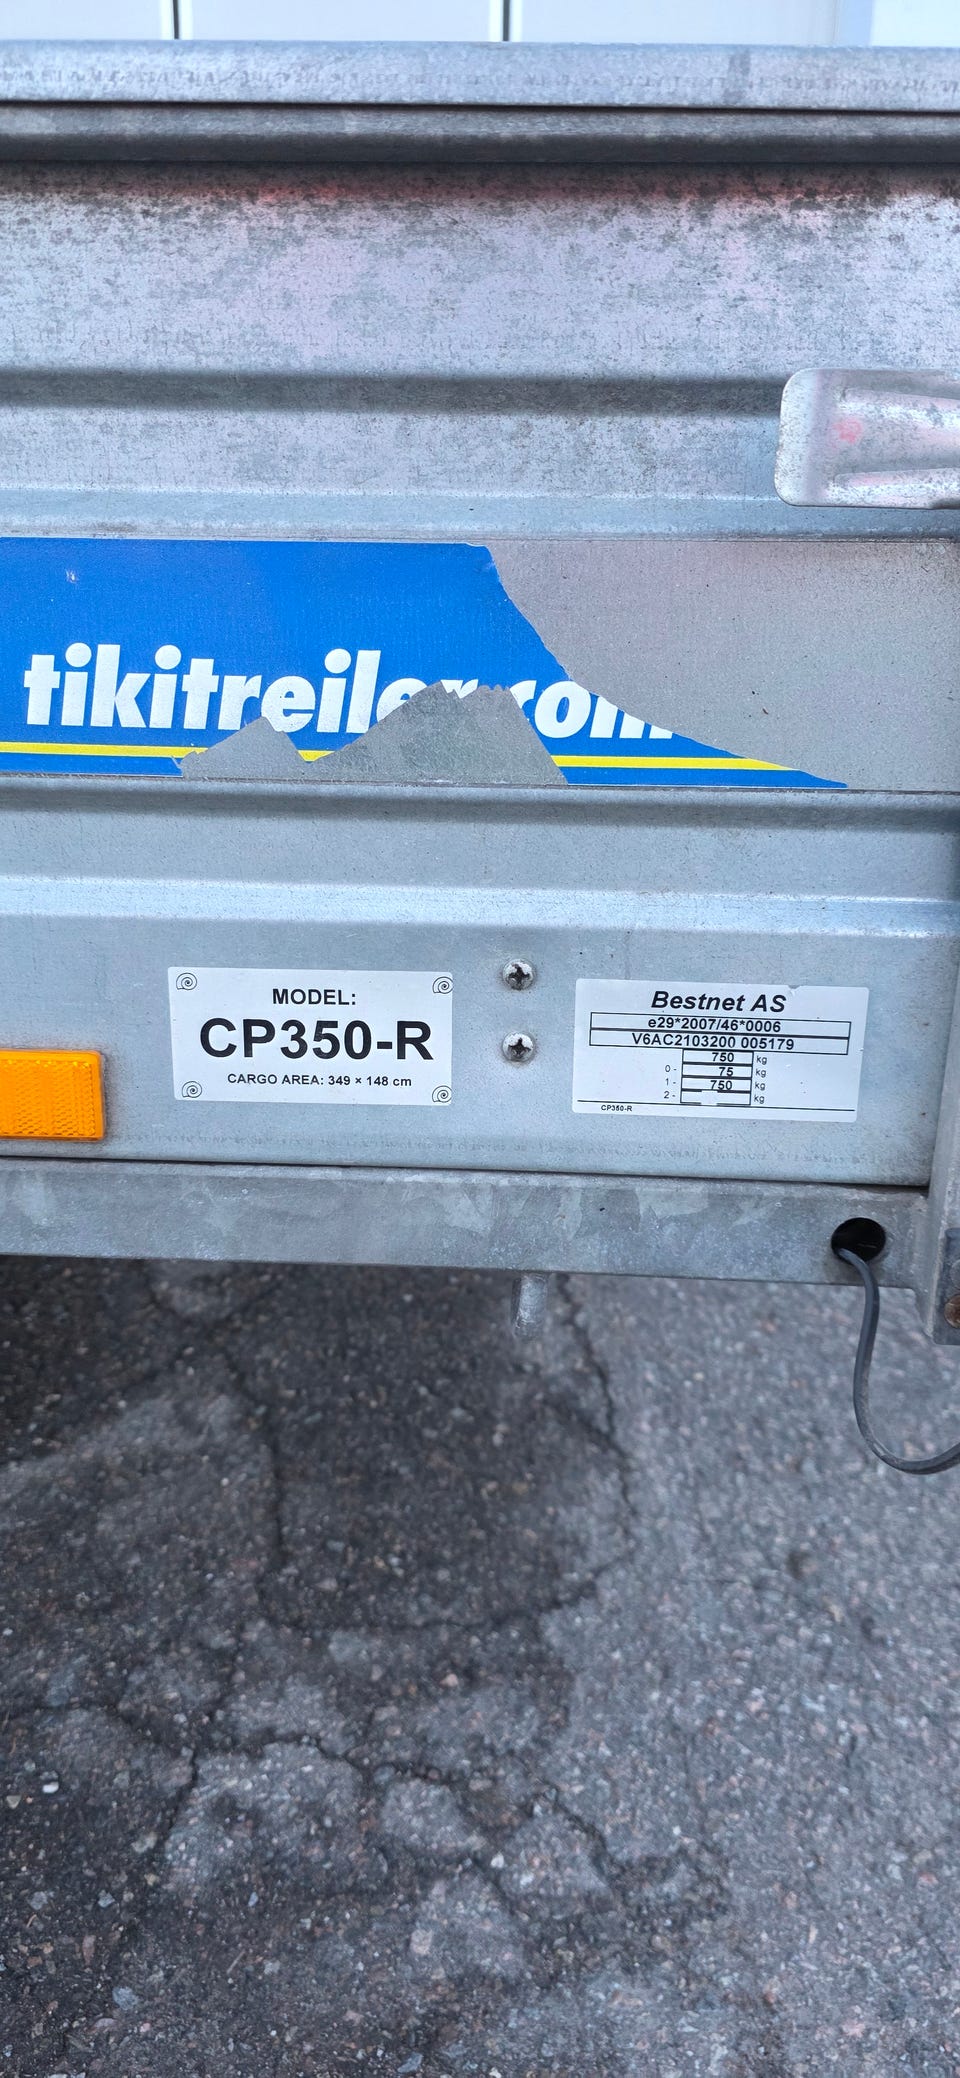 tikitreiler.com
MODEL:
CP350-R
CARGO AREA: 349 × 148 cm
Bestnet AS
e29*2007/46*0006
V6AC2103200 005179
750 kg
0 - 75 kg
1 - 750 kg
2 - kg
CP350-R